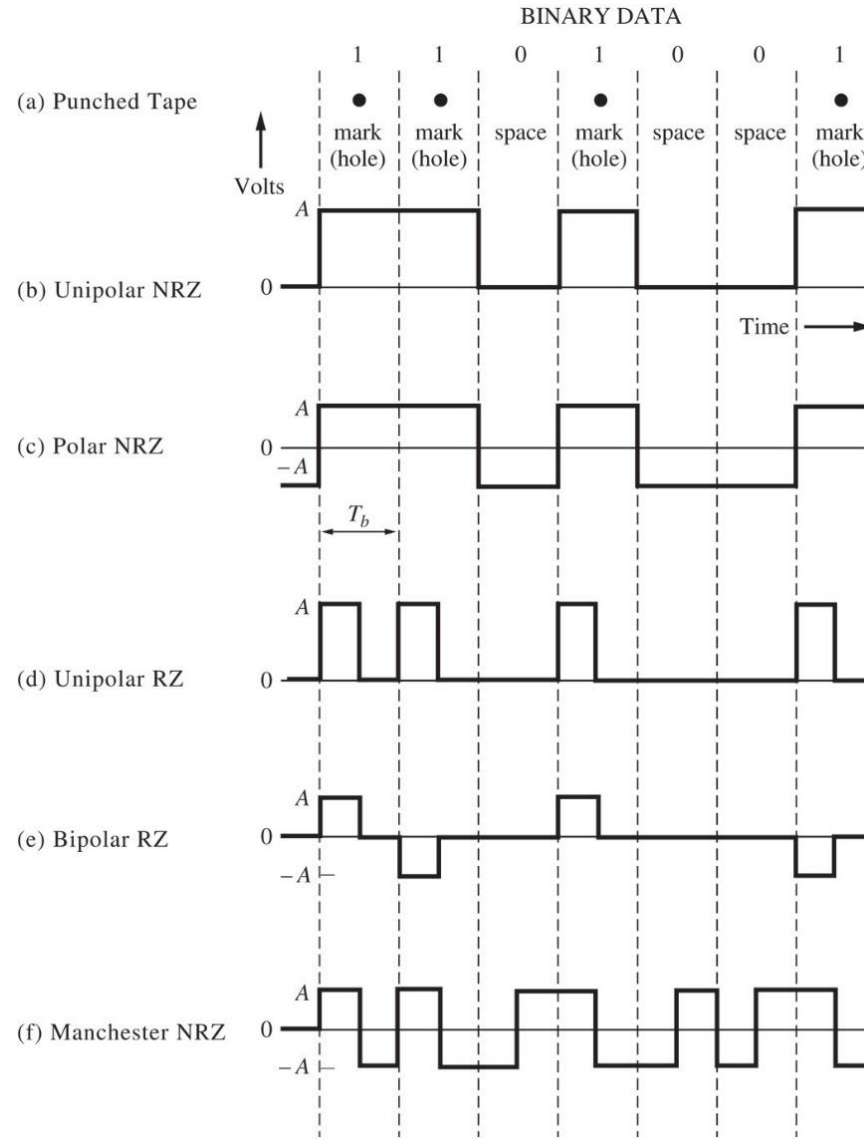 BINARY DATA
1 1 0 1 0 0 1
(a) Punched Tape
mark mark space mark space space mark
(hole) (hole) (hole) (hole)
Volts
A
(b) Unipolar NRZ 0
Time
A
(c) Polar NRZ 0
−A
T_b
A
(d) Unipolar RZ 0
A
(e) Bipolar RZ 0
−A
A
(f) Manchester NRZ 0
−A